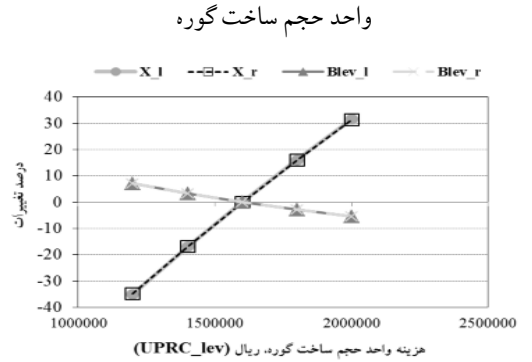 واحد حجم ساخت گوره
X_l X_r Blev_l Blev_r
40
30
20
10
0
-10
-20
-30
-40
درصد تغییرات
1000000 1500000 2000000 2500000
هزینه واحد حجم ساخت گوره، ریال (UPRC_lev)